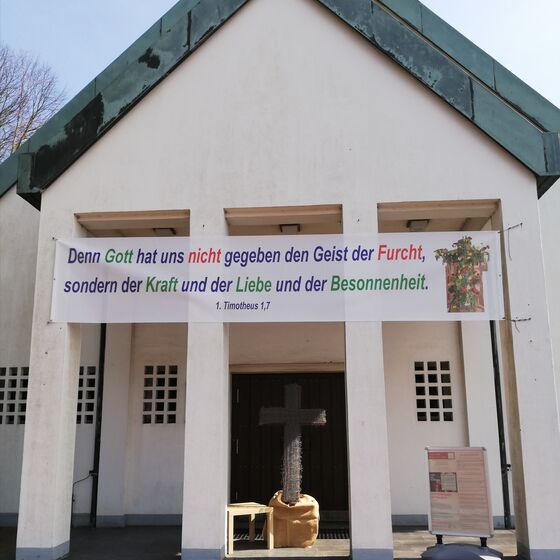 Denn Gott hat uns nicht gegeben den Geist der Furcht,
sondern der Kraft und der Liebe und der Besonnenheit.
1. Timotheus 1,7